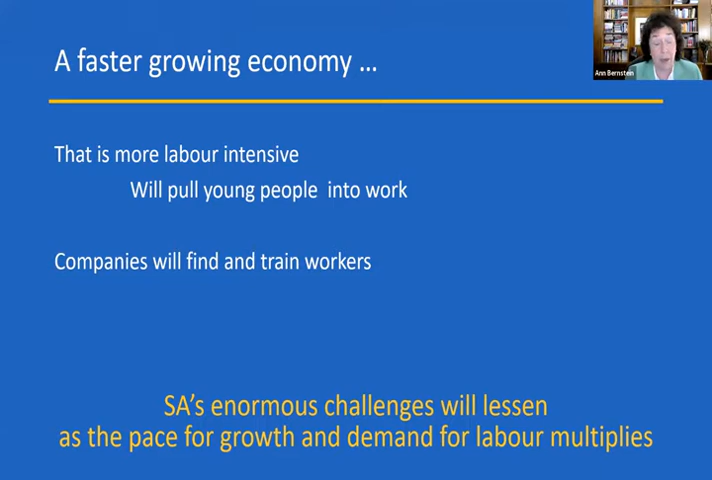 A faster growing economy ...
Ann Bernstein
That is more labour intensive
Will pull young people into work
Companies will find and train workers
SA's enormous challenges will lessen
as the pace for growth and demand for labour multiplies